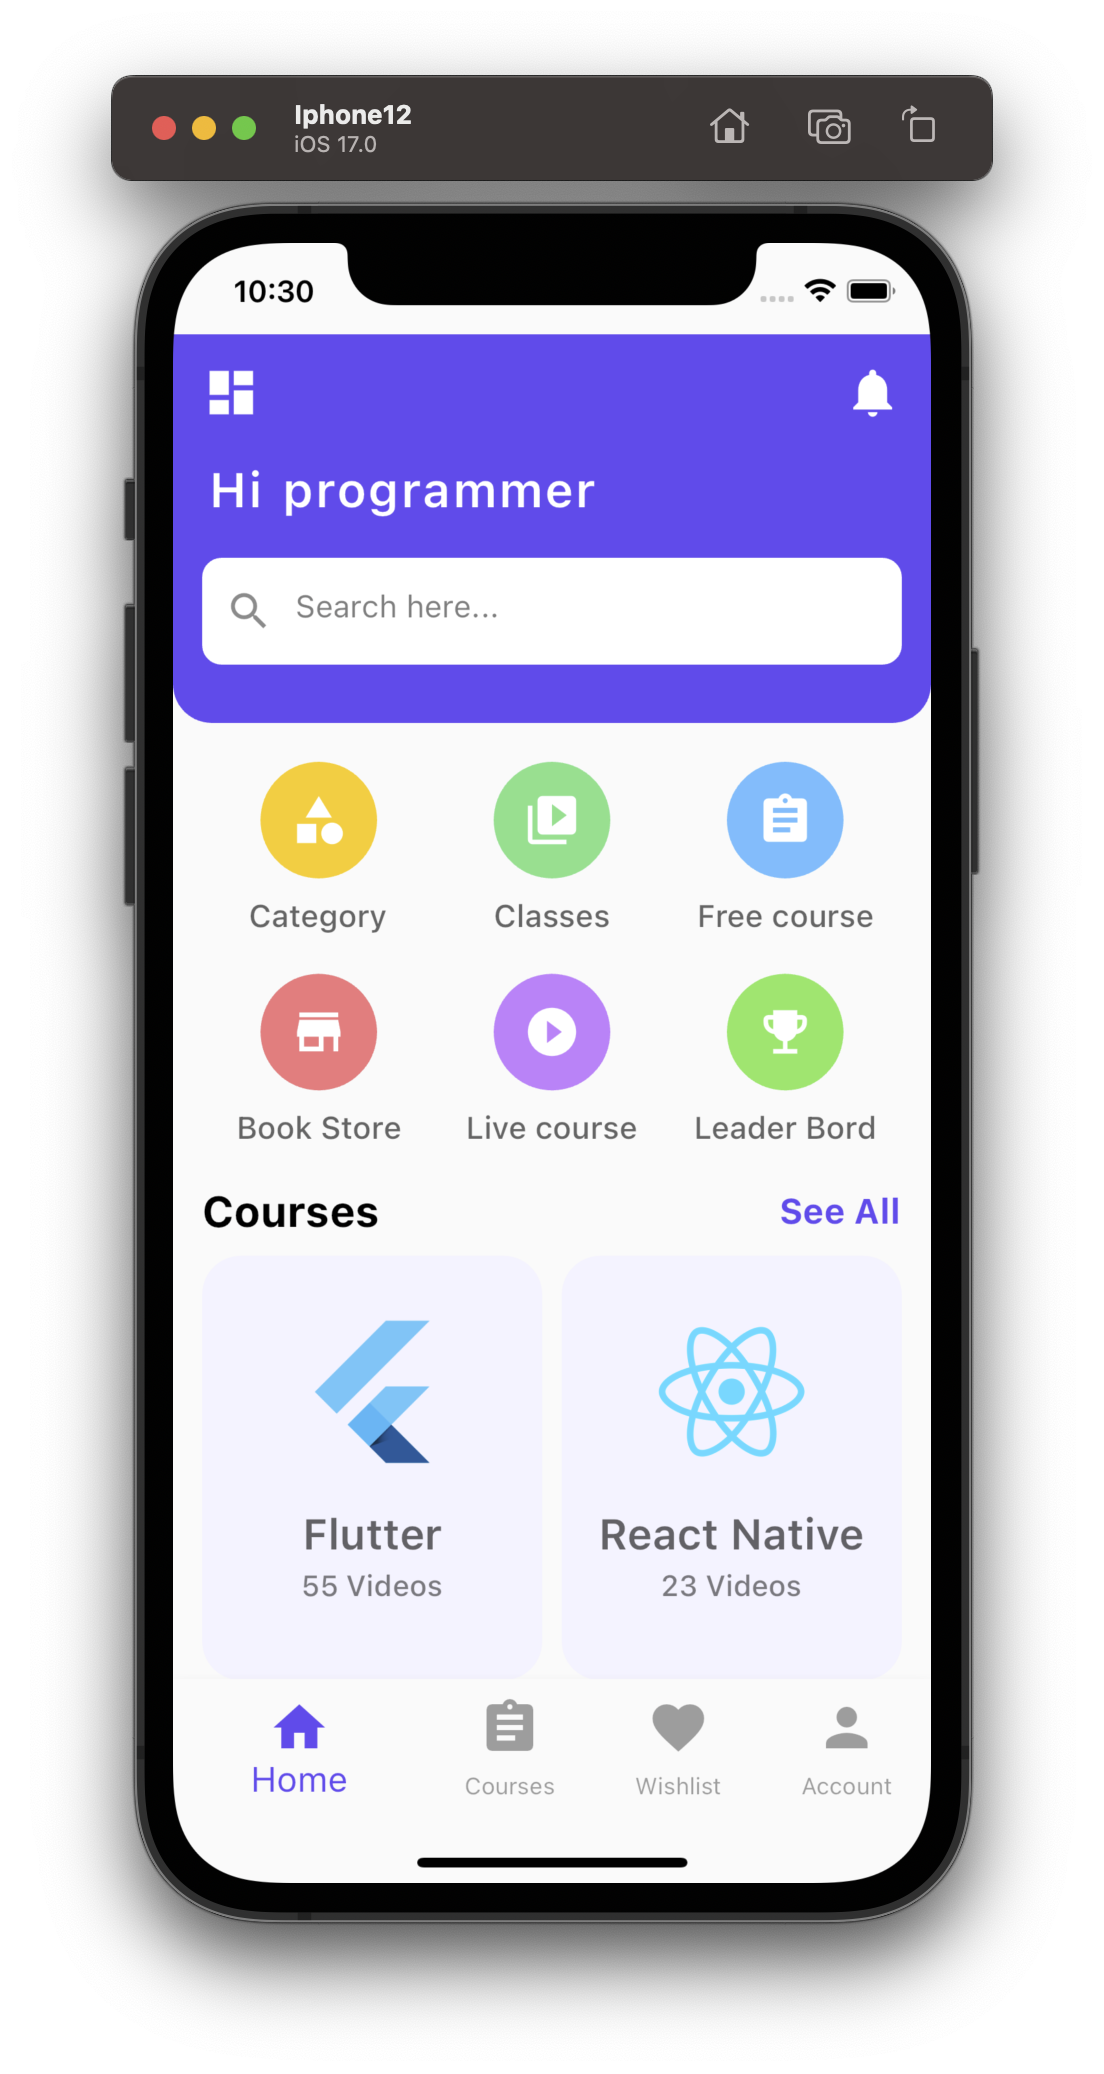 Iphone12
iOS 17.0
10:30
Hi programmer
Search here...
Category Classes Free course
Book Store Live course Leader Bord
Courses See All
Flutter React Native
55 Videos 23 Videos
Home Courses Wishlist Account